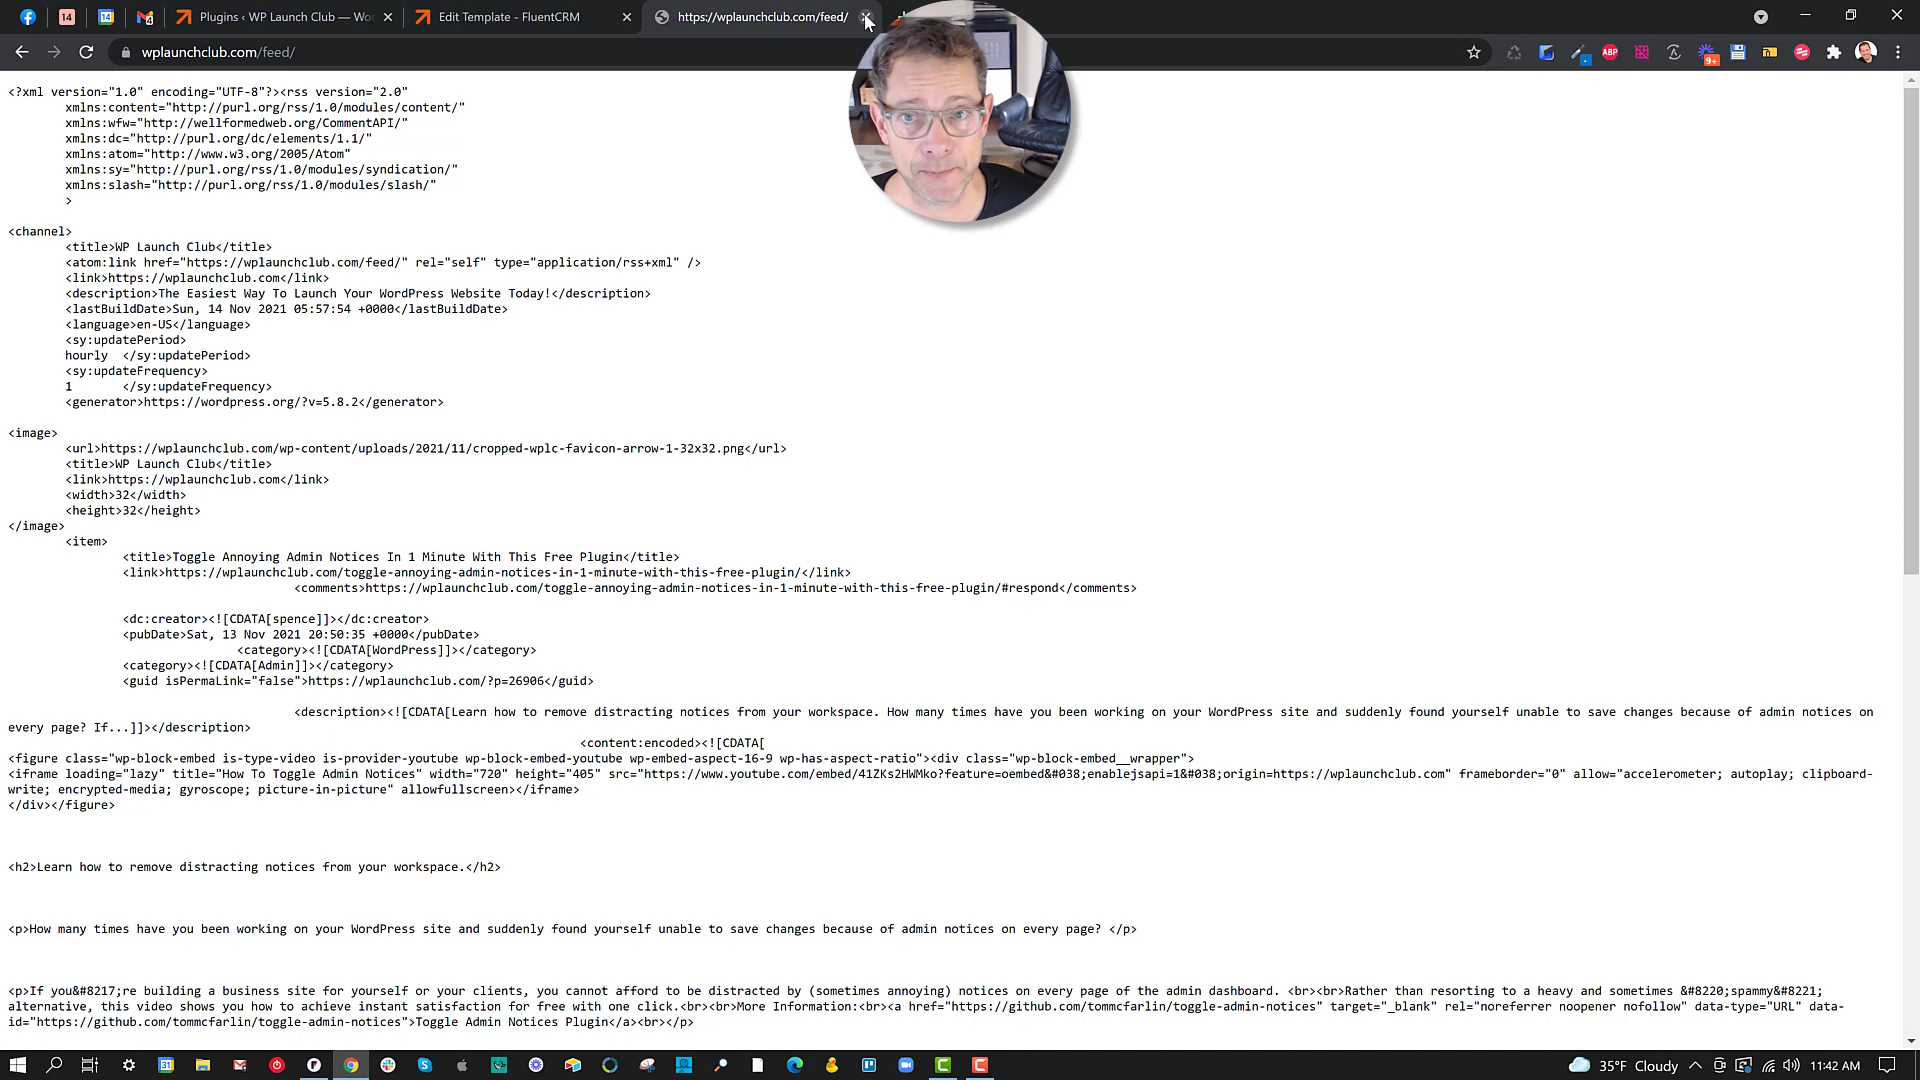 14
14
Plugins ‹ WP Launch Club — Wor
Edit Template - FluentCRM
https://wplaunchclub.com/feed/
wplaunchclub.com/feed/
ABP
9+
<?xml version="1.0" encoding="UTF-8"?><rss version="2.0"
xmlns:content="http://purl.org/rss/1.0/modules/content/"
xmlns:wfw="http://wellformedweb.org/CommentAPI/"
xmlns:dc="http://purl.org/dc/elements/1.1/"
xmlns:atom="http://www.w3.org/2005/Atom"
xmlns:sy="http://purl.org/rss/1.0/modules/syndication/"
xmlns:slash="http://purl.org/rss/1.0/modules/slash/"
>
<channel>
<title>WP Launch Club</title>
<atom:link href="https://wplaunchclub.com/feed/" rel="self" type="application/rss+xml" />
<link>https://wplaunchclub.com</link>
<description>The Easiest Way To Launch Your WordPress Website Today!</description>
<lastBuildDate>Sun, 14 Nov 2021 05:57:54 +0000</lastBuildDate>
<language>en-US</language>
<sy:updatePeriod>
hourly </sy:updatePeriod>
<sy:updateFrequency>
1 </sy:updateFrequency>
<generator>https://wordpress.org/?v=5.8.2</generator>
<image>
<url>https://wplaunchclub.com/wp-content/uploads/2021/11/cropped-wplc-favicon-arrow-1-32x32.png</url>
<title>WP Launch Club</title>
<link>https://wplaunchclub.com</link>
<width>32</width>
<height>32</height>
</image>
<item>
<title>Toggle Annoying Admin Notices In 1 Minute With This Free Plugin</title>
<link>https://wplaunchclub.com/toggle-annoying-admin-notices-in-1-minute-with-this-free-plugin/</link>
<comments>https://wplaunchclub.com/toggle-annoying-admin-notices-in-1-minute-with-this-free-plugin/#respond</comments>
<dc:creator><![CDATA[spence]]></dc:creator>
<pubDate>Sat, 13 Nov 2021 20:50:35 +0000</pubDate>
<category><![CDATA[WordPress]]></category>
<category><![CDATA[Admin]]></category>
<guid isPermaLink="false">https://wplaunchclub.com/?p=26906</guid>
<description><![CDATA[Learn how to remove distracting notices from your workspace. How many times have you been working on your WordPress site and suddenly found yourself unable to save changes because of admin notices on
every page? If...]]></description>
<content:encoded><![CDATA[
<figure class="wp-block-embed is-type-video is-provider-youtube wp-block-embed-youtube wp-embed-aspect-16-9 wp-has-aspect-ratio"><div class="wp-block-embed__wrapper">
<iframe loading="lazy" title="How To Toggle Admin Notices" width="720" height="405" src="https://www.youtube.com/embed/41ZKs2HWMko?feature=oembed&#038;enablejsapi=1&#038;origin=https://wplaunchclub.com" frameborder="0" allow="accelerometer; autoplay; clipboard-
write; encrypted-media; gyroscope; picture-in-picture" allowfullscreen></iframe>
</div></figure>
<h2>Learn how to remove distracting notices from your workspace.</h2>
<p>How many times have you been working on your WordPress site and suddenly found yourself unable to save changes because of admin notices on every page? </p>
<p>If you&#8217;re building a business site for yourself or your clients, you cannot afford to be distracted by (sometimes annoying) notices on every page of the admin dashboard. <br><br>Rather than resorting to a heavy and sometimes &#8220;spammy&#8221;
alternative, this video shows you how to achieve instant satisfaction for free with one click.<br><br>More Information:<br><a href="https://github.com/tommcfarlin/toggle-admin-notices" target="_blank" rel="noreferrer noopener nofollow" data-type="URL" data-
id="https://github.com/tommcfarlin/toggle-admin-notices">Toggle Admin Notices Plugin</a><br></p>
31
35°F Cloudy
11:42 AM